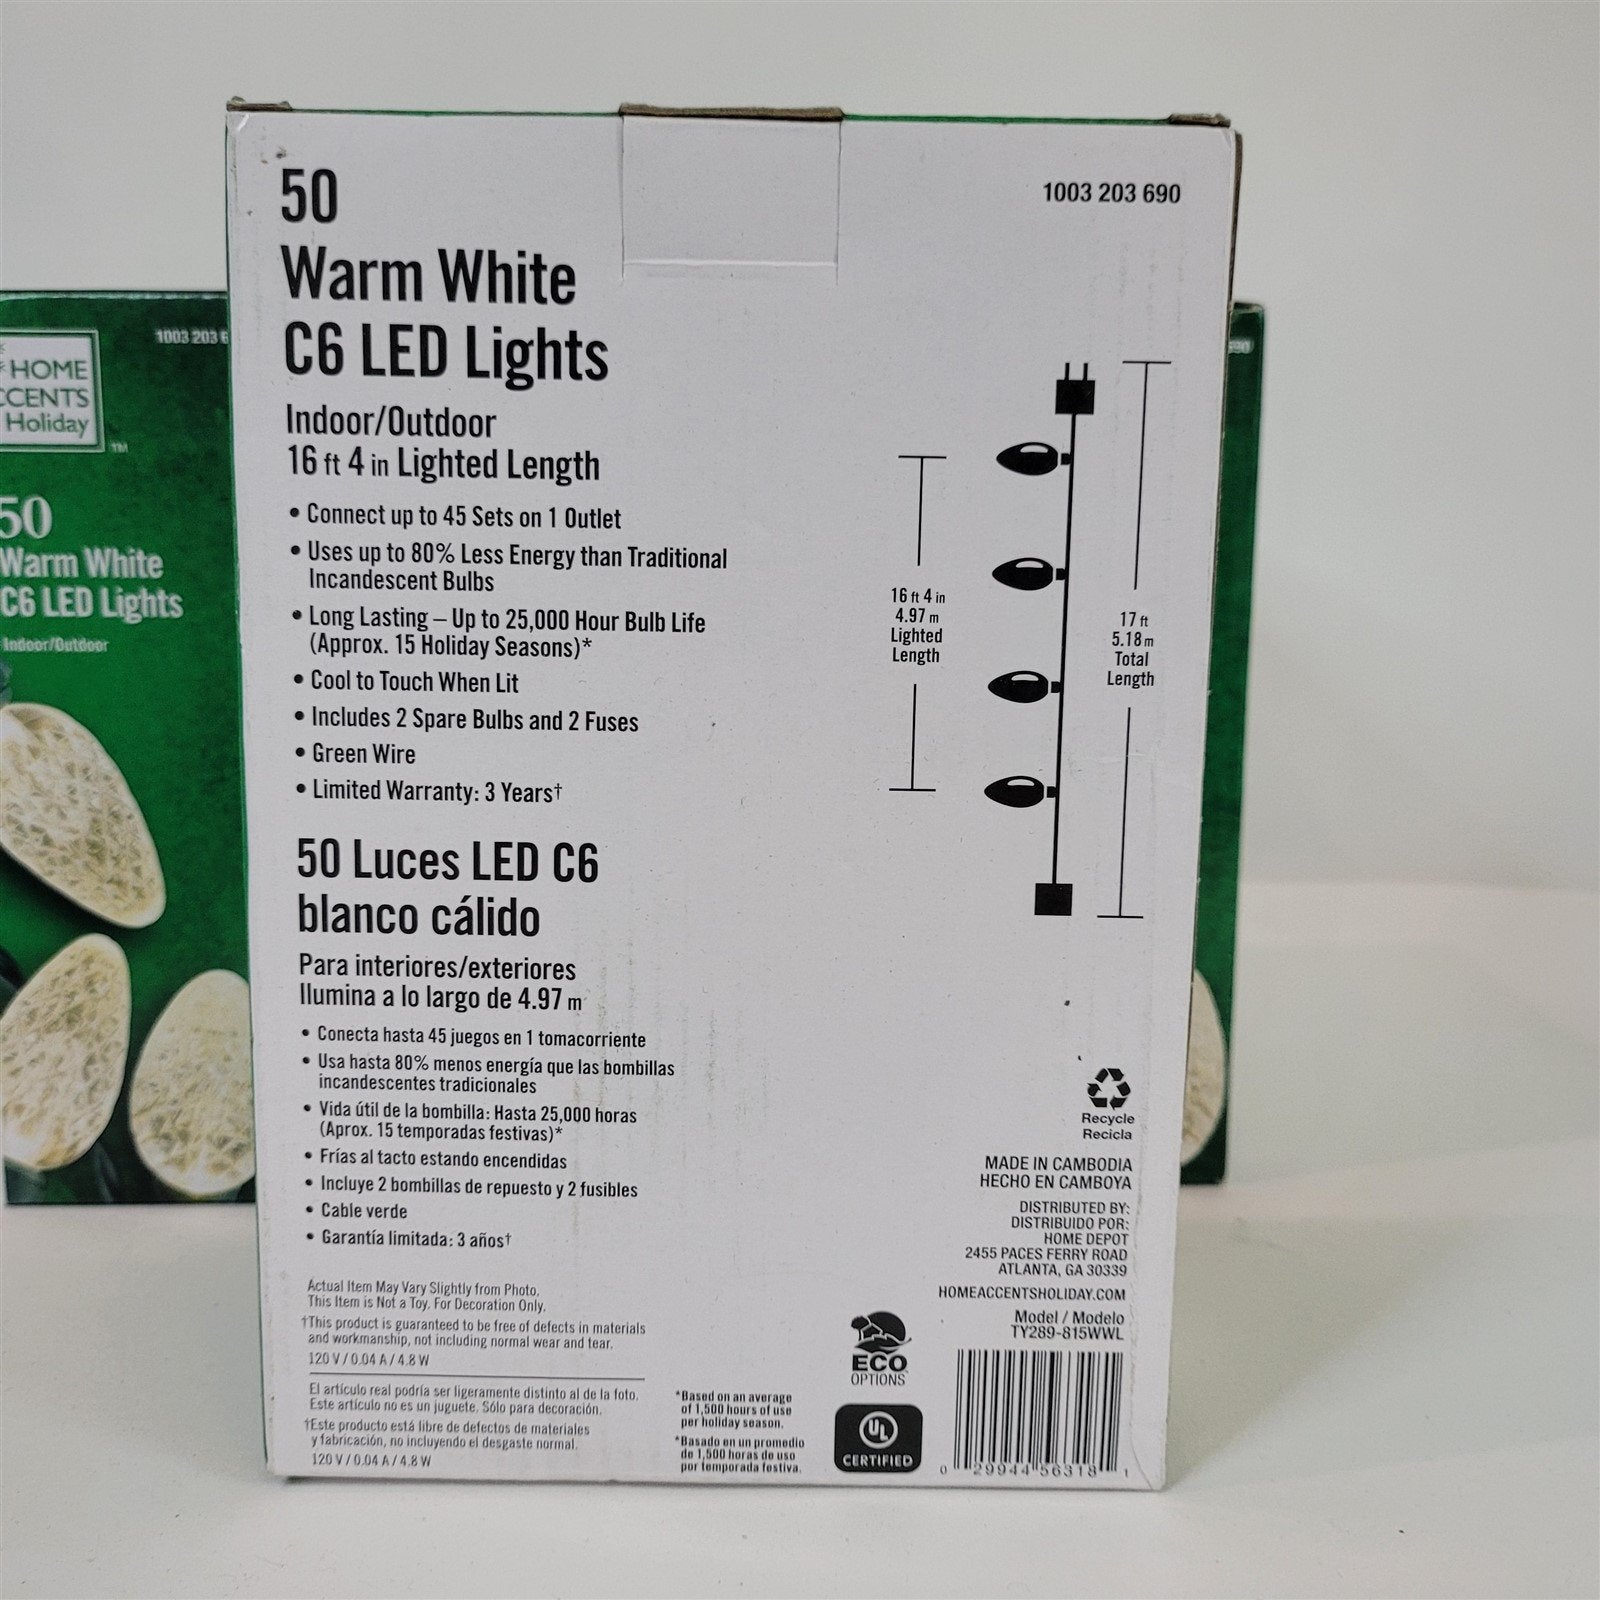 50
Warm White
C6 LED Lights
Indoor/Outdoor
16 ft 4 in Lighted Length
• Connect up to 45 Sets on 1 Outlet
• Uses up to 80% Less Energy than Traditional
Incandescent Bulbs
• Long Lasting – Up to 25,000 Hour Bulb Life
(Approx. 15 Holiday Seasons)*
• Cool to Touch When Lit
• Includes 2 Spare Bulbs and 2 Fuses
• Green Wire
• Limited Warranty: 3 Years†
50 Luces LED C6
blanco cálido
Para interiores/exteriores
Ilumina a lo largo de 4.97 m
• Conecta hasta 45 juegos en 1 tomacorriente
• Usa hasta 80% menos energía que las bombillas
incandescentes tradicionales
• Vida útil de la bombilla: Hasta 25,000 horas
(Aprox. 15 temporadas festivas)*
• Frías al tacto estando encendidas
• Incluye 2 bombillas de repuesto y 2 fusibles
• Cable verde
• Garantía limitada: 3 años†
Actual Item May Vary Slightly from Photo.
This Item is Not a Toy. For Decoration Only.
†This product is guaranteed to be free of defects in materials
and workmanship, not including normal wear and tear.
120 V / 0.04 A / 4.8 W
El artículo real podría ser ligeramente distinto al de la foto.
Este artículo no es un juguete. Sólo para decoración.
†Este producto está libre de defectos de materiales
y fabricación, no incluyendo el desgaste normal.
120 V / 0.04 A / 4.8 W
*Based on an average
of 1,500 hours of use
per holiday season.
*Basado en un promedio
de 1,500 horas de uso
por temporada festiva.
1003 203 690
16 ft 4 in
4.97 m
Lighted
Length
17 ft
5.18 m
Total
Length
Recycle
Recicla
MADE IN CAMBODIA
HECHO EN CAMBOYA
DISTRIBUTED BY:
DISTRIBUIDO POR:
HOME DEPOT
2455 PACES FERRY ROAD
ATLANTA, GA 30339
HOMEACCENTSHOLIDAY.COM
Model / Modelo
TY289-815WWL
ECO
OPTIONS
UL
CERTIFIED
0 29944 56318 1
HOME
CCENTS
Holiday
TM
1003 203 6
50
Warm White
C6 LED Lights
Indoor/Outdoor